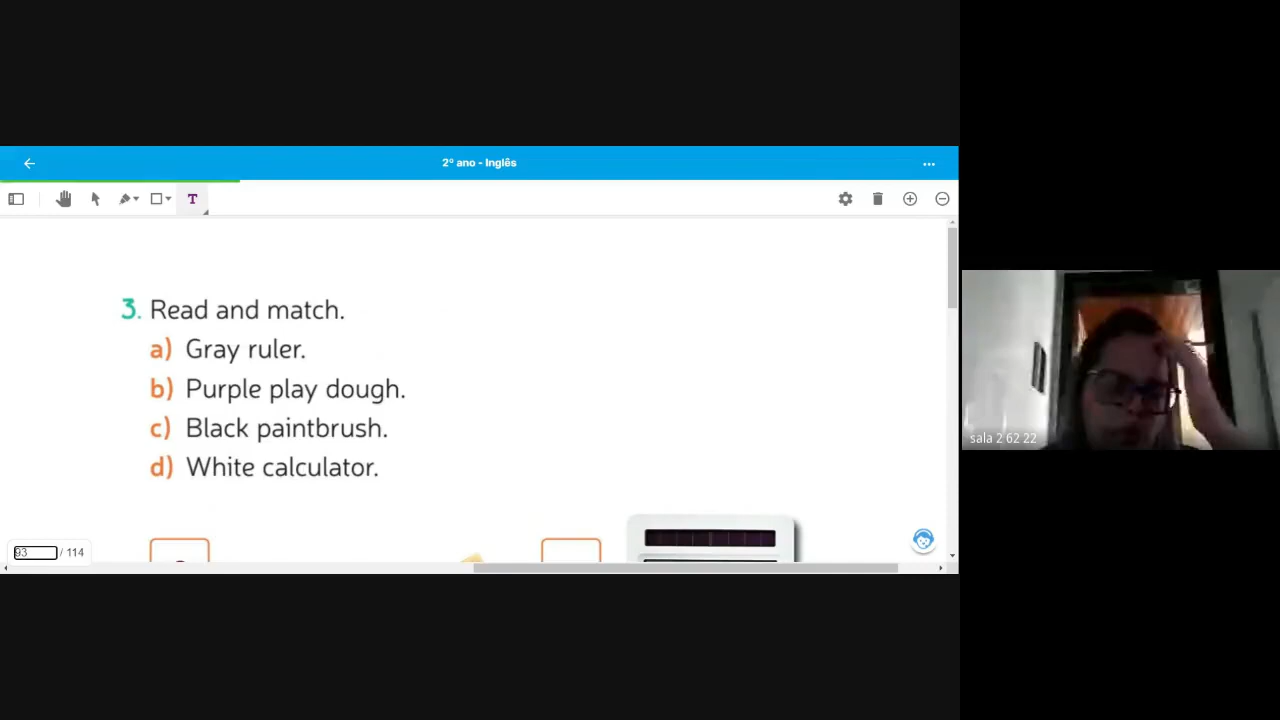 2º ano - Inglês
T
3. Read and match.
a) Gray ruler.
b) Purple play dough.
c) Black paintbrush.
d) White calculator.
93 / 114
sala 2 62 22